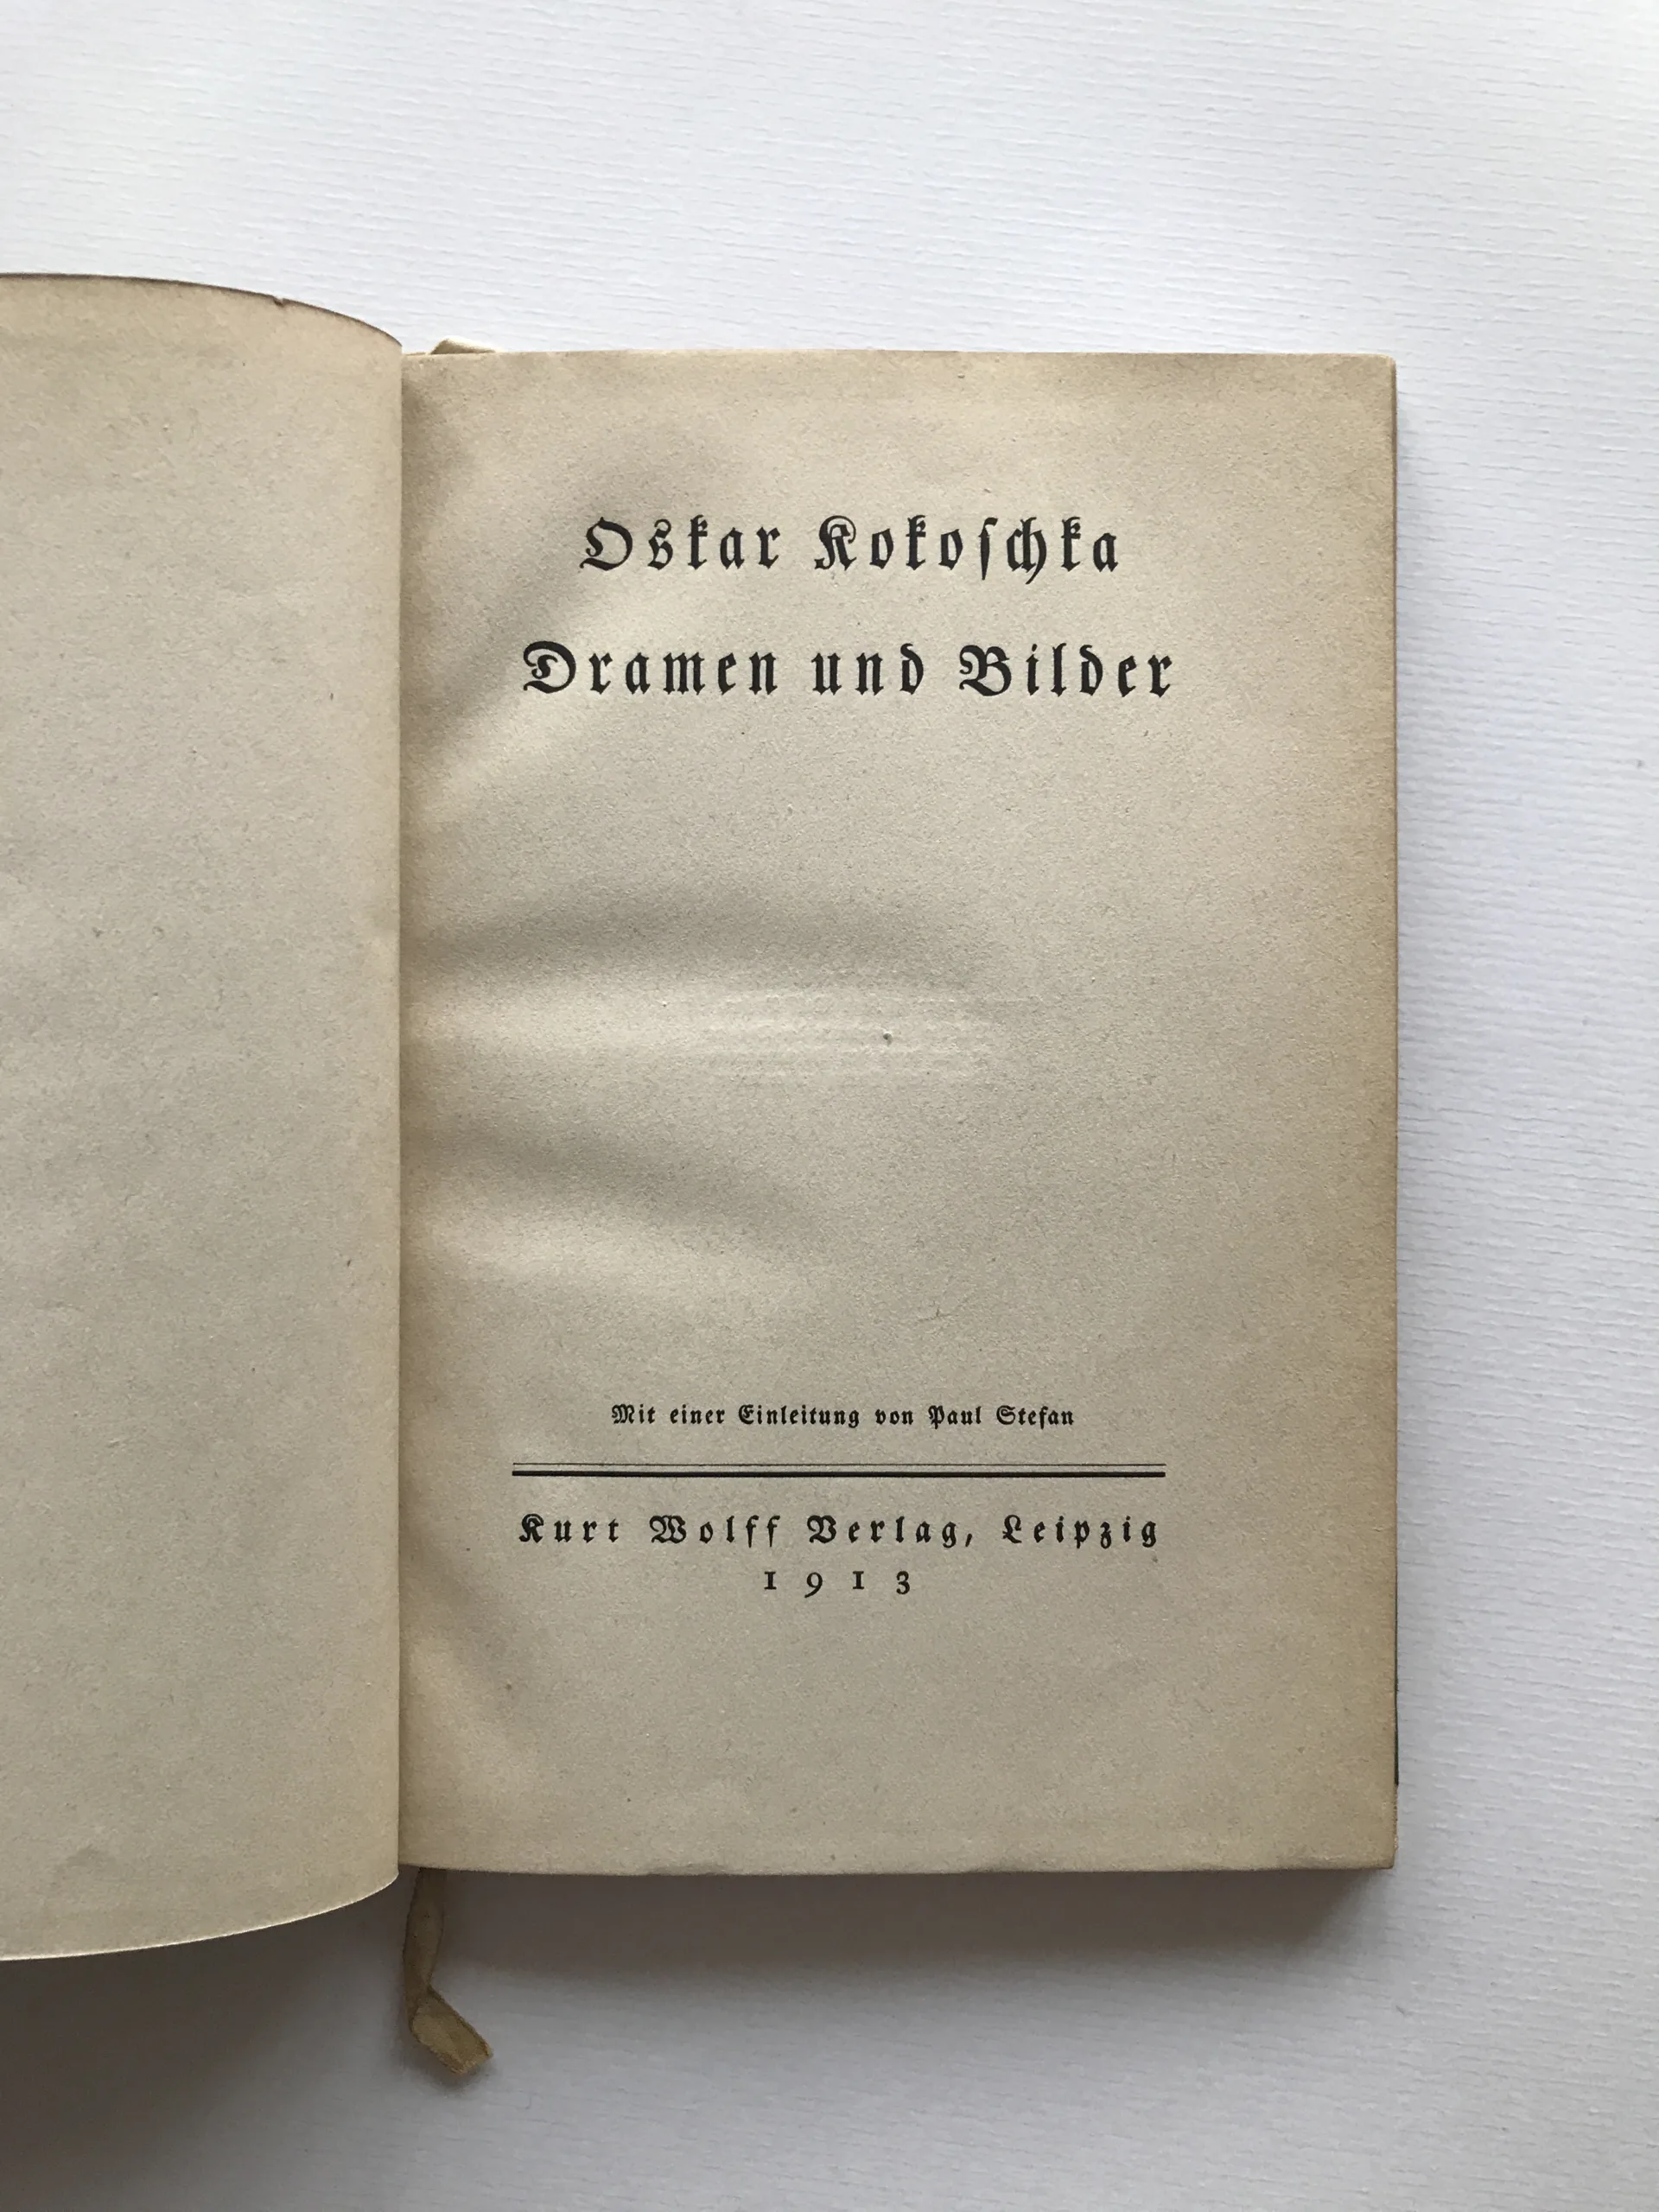 Oskar Kokoſchka
Dramen und Bilder
Mit einer Einleitung von Paul Stefan
Kurt Wolff Verlag, Leipzig
1913